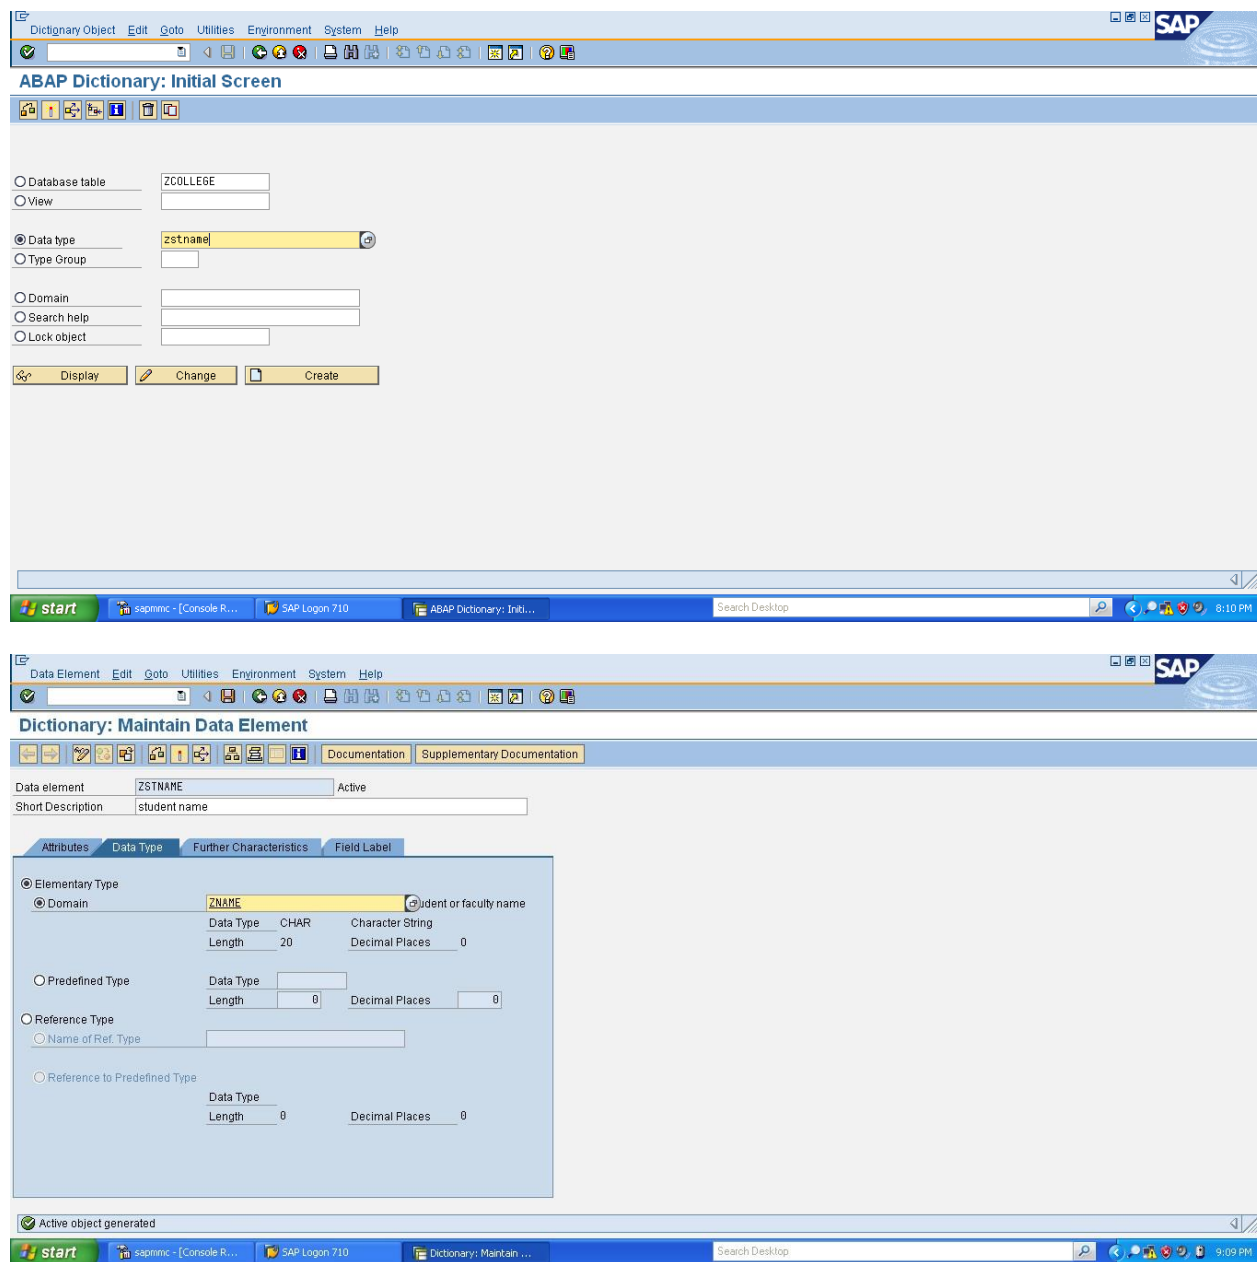 Dictionary Object Edit Goto Utilities Environment System Help
SAP
ABAP Dictionary: Initial Screen
Database table ZCOLLEGE
View
Data type zstname
Type Group
Domain
Search help
Lock object
Display Change Create
start sapmmc - [Console R... SAP Logon 710 ABAP Dictionary: Initi... Search Desktop 8:10 PM
Data Element Edit Goto Utilities Environment System Help
SAP
Dictionary: Maintain Data Element
Documentation Supplementary Documentation
Data element ZSTNAME Active
Short Description student name
Attributes Data Type Further Characteristics Field Label
Elementary Type
Domain ZNAME udent or faculty name
Data Type CHAR Character String
Length 20 Decimal Places 0
Predefined Type Data Type
Length 0 Decimal Places 0
Reference Type
Name of Ref. Type
Reference to Predefined Type
Data Type
Length 0 Decimal Places 0
Active object generated
start sapmmc - [Console R... SAP Logon 710 Dictionary: Maintain ... Search Desktop 9:09 PM